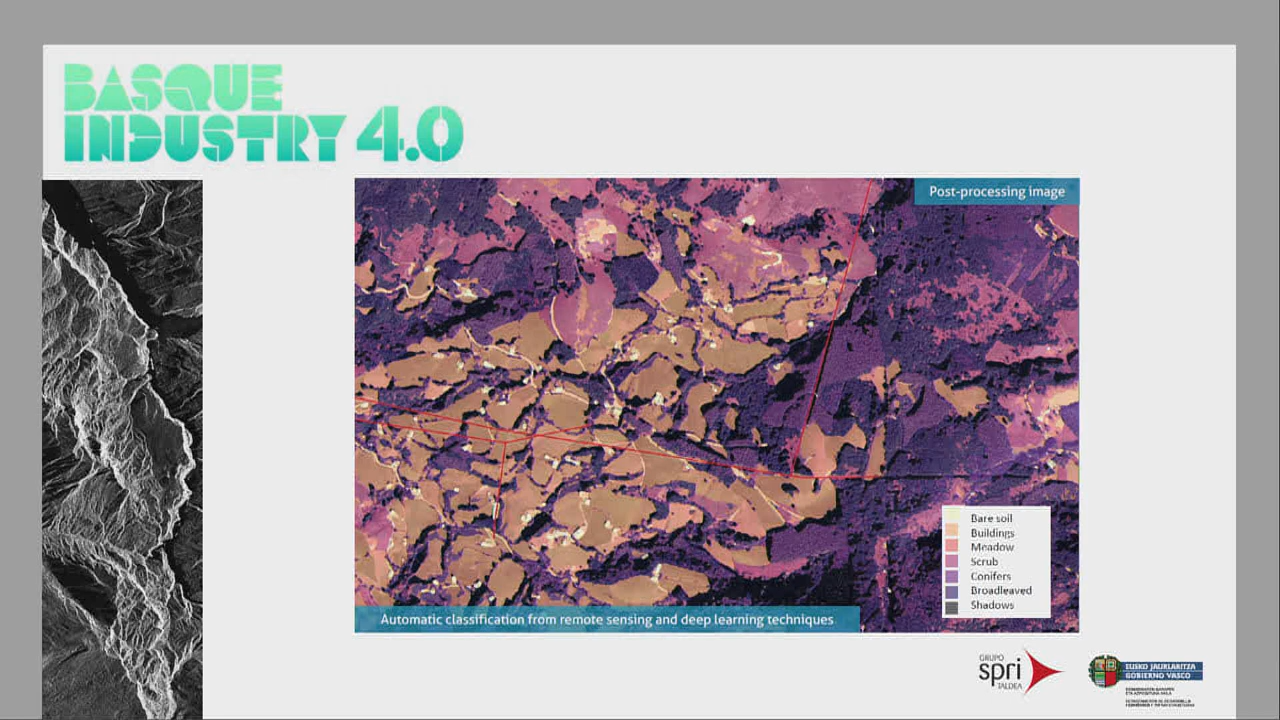 BASQUE
INDUSTRY 4.0
Post-processing image
Bare soil
Buildings
Meadow
Scrub
Conifers
Broadleaved
Shadows
Automatic classification from remote sensing and deep learning techniques
GRUPO
spri
TALDEA
EUSKO JAURLARITZA
GOBIERNO VASCO